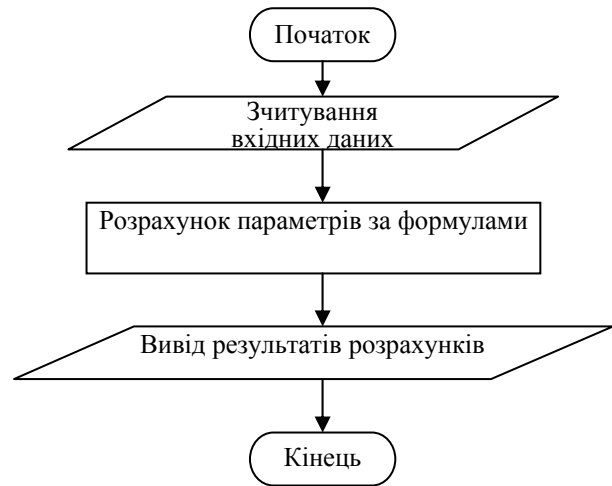 Початок
Зчитування
вхідних даних
Розрахунок параметрів за формулами
Вивід результатів розрахунків
Кінець